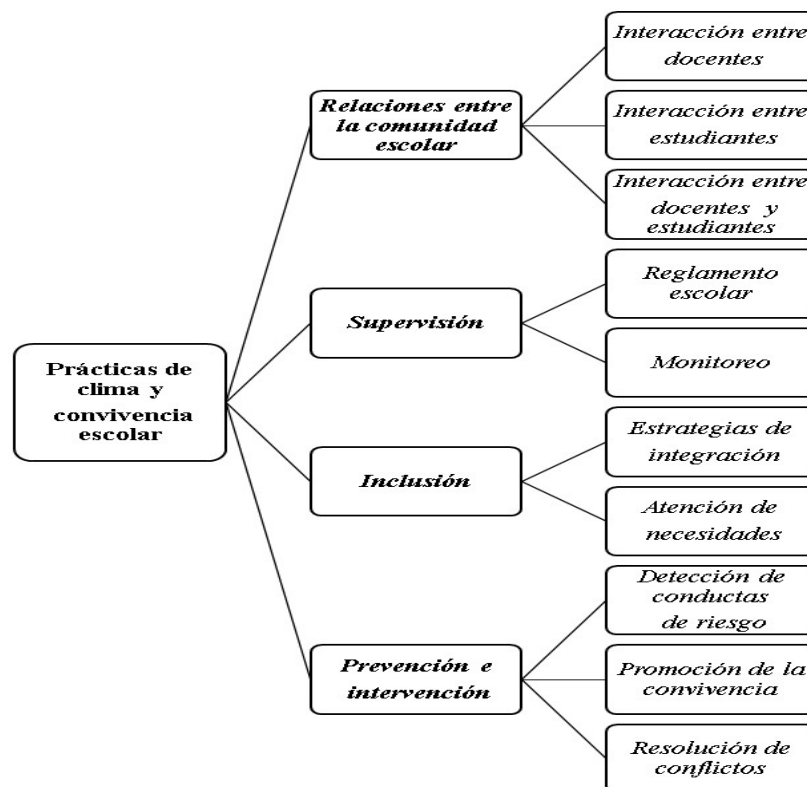 Prácticas de
clima y
convivencia
escolar
Relaciones entre
la comunidad
escolar
Interacción entre
docentes
Interacción entre
estudiantes
Interacción entre
docentes y
estudiantes
Supervisión
Reglamento
escolar
Monitoreo
Inclusión
Estrategias de
integración
Atención de
necesidades
Prevención e
intervención
Detección de
conductas
de riesgo
Promoción de la
convivencia
Resolución de
conflictos